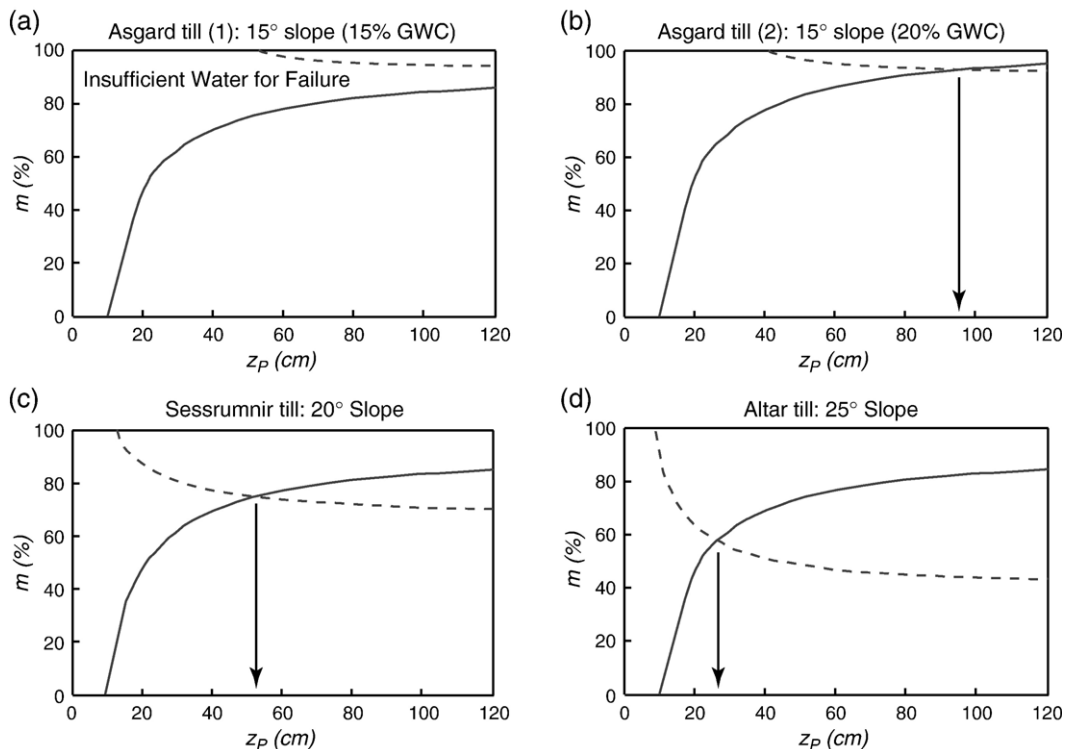 (a)
Asgard till (1): 15° slope (15% GWC)
Insufficient Water for Failure
100
80
60
40
20
0
m (%)
0 20 40 60 80 100 120
z_P (cm)
(b)
Asgard till (2): 15° slope (20% GWC)
100
80
60
40
20
0
m (%)
0 20 40 60 80 100 120
z_P (cm)
(c)
Sessrumnir till: 20° Slope
100
80
60
40
20
0
m (%)
0 20 40 60 80 100 120
z_P (cm)
(d)
Altar till: 25° Slope
100
80
60
40
20
0
m (%)
0 20 40 60 80 100 120
z_P (cm)